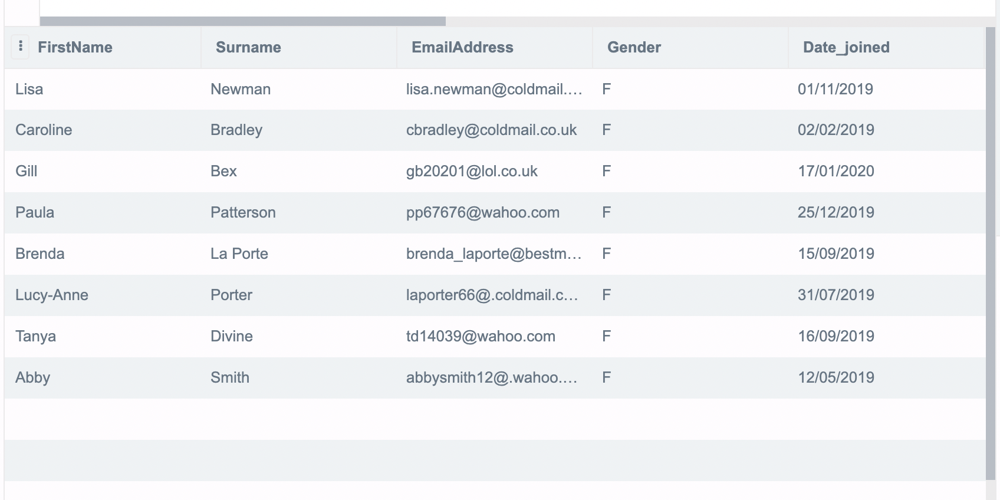 FirstName Surname EmailAddress Gender Date_joined
Lisa Newman lisa.newman@coldmail.… F 01/11/2019
Caroline Bradley cbradley@coldmail.co.uk F 02/02/2019
Gill Bex gb20201@lol.co.uk F 17/01/2020
Paula Patterson pp67676@wahoo.com F 25/12/2019
Brenda La Porte brenda_laporte@bestm… F 15/09/2019
Lucy-Anne Porter laporter66@.coldmail.c… F 31/07/2019
Tanya Divine td14039@wahoo.com F 16/09/2019
Abby Smith abbysmith12@.wahoo.… F 12/05/2019